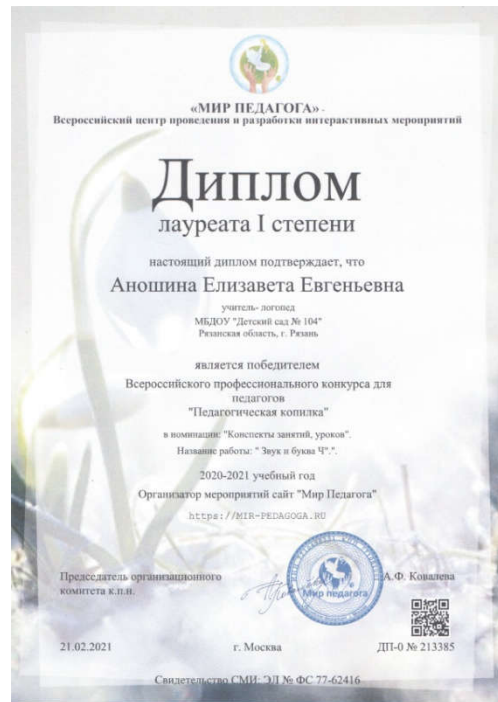 «МИР ПЕДАГОГА» -
Всероссийский центр проведения и разработки интерактивных мероприятий
Диплом
лауреата I степени
настоящий диплом подтверждает, что
Аношина Елизавета Евгеньевна
учитель- логопед
МБДОУ "Детский сад № 104"
Рязанская область, г. Рязань
является победителем
Всероссийского профессионального конкурса для
педагогов
"Педагогическая копилка"
в номинации: "Конспекты занятий, уроков".
Название работы: " Звук и буква Ч".".
2020-2021 учебный год
Организатор мероприятий сайт "Мир Педагога"
https://MIR-PEDAGOGA.RU
Председатель организационного
комитета к.п.н.
Мир педагога
А.Ф. Ковалева
21.02.2021
г. Москва
ДП-0 № 213385
Свидетельство СМИ: ЭЛ № ФС 77-62416